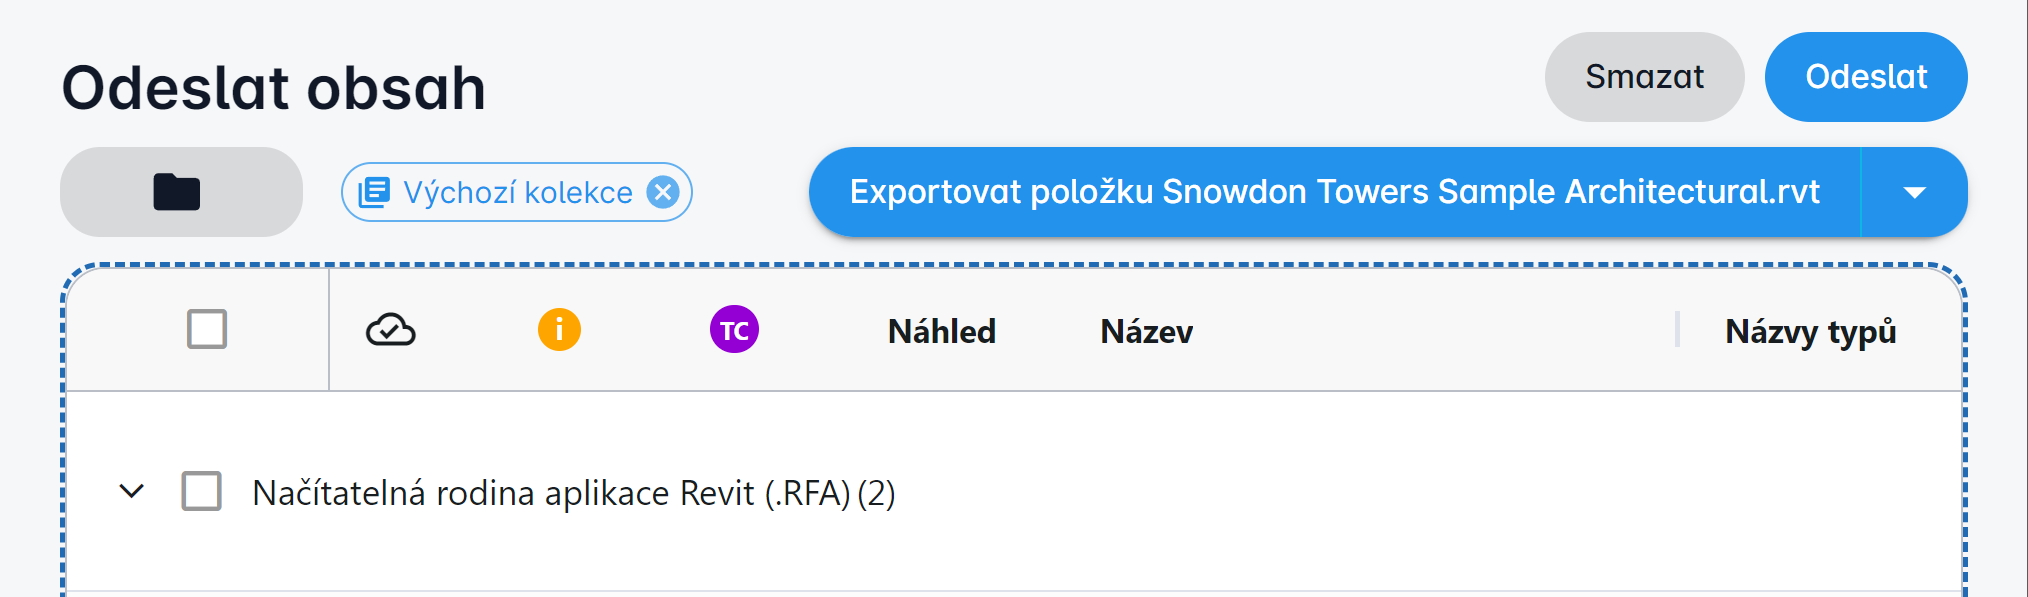 Odeslat obsah
Smazat
Odeslat
Výchozí kolekce
Exportovat položku Snowdon Towers Sample Architectural.rvt
i
TC
Náhled
Název
Názvy typů
Načítatelná rodina aplikace Revit (.RFA) (2)